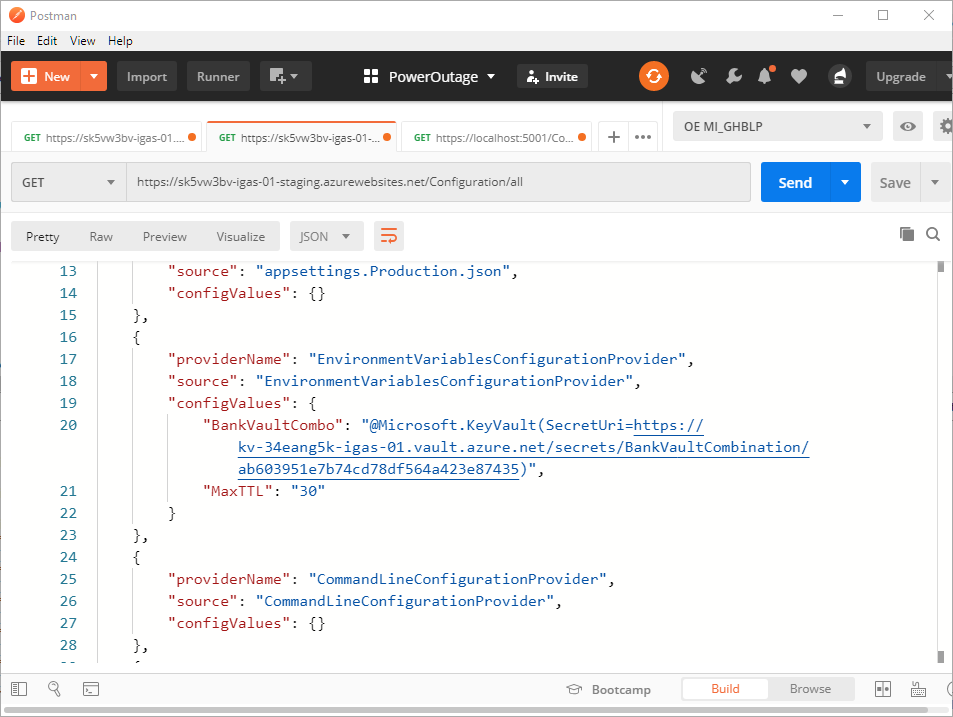 Postman
File Edit View Help
New Import Runner PowerOutage Invite Upgrade
GET https://sk5vw3bv-igas-01.... GET https://sk5vw3bv-igas-01-... GET https://localhost:5001/Co... OE MI_GHBLP
GET https://sk5vw3bv-igas-01-staging.azurewebsites.net/Configuration/all Send Save
Pretty Raw Preview Visualize JSON
13 "source": "appsettings.Production.json",
14 "configValues": {}
15 },
16 {
17 "providerName": "EnvironmentVariablesConfigurationProvider",
18 "source": "EnvironmentVariablesConfigurationProvider",
19 "configValues": {
20 "BankVaultCombo": "@Microsoft.KeyVault(SecretUri=https://
kv-34eang5k-igas-01.vault.azure.net/secrets/BankVaultCombination/
ab603951e7b74cd78df564a423e87435)",
21 "MaxTTL": "30"
22 }
23 },
24 {
25 "providerName": "CommandLineConfigurationProvider",
26 "source": "CommandLineConfigurationProvider",
27 "configValues": {}
28 },
Bootcamp Build Browse